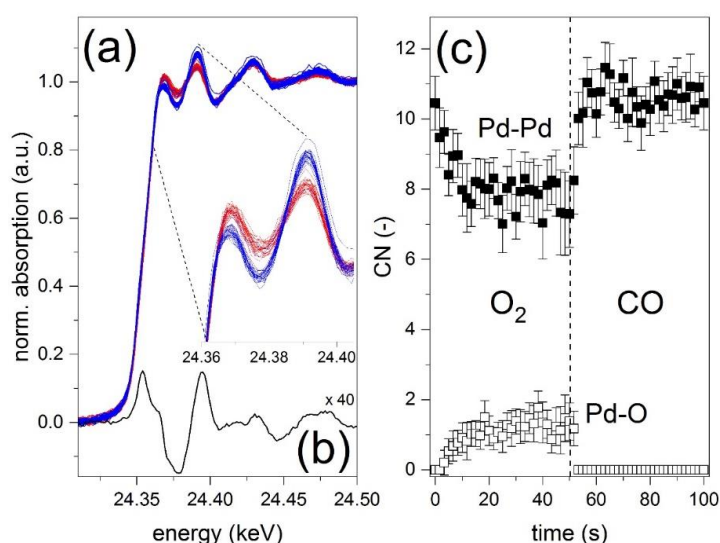 (a)
(b)
(c)
norm. absorption (a.u.)
1.0
0.8
0.6
0.4
0.2
0.0
24.36 24.38 24.40
x 40
24.35 24.40 24.45 24.50
energy (keV)
CN (-)
12
10
8
6
4
2
0
Pd-Pd
O2
CO
Pd-O
0 20 40 60 80 100
time (s)